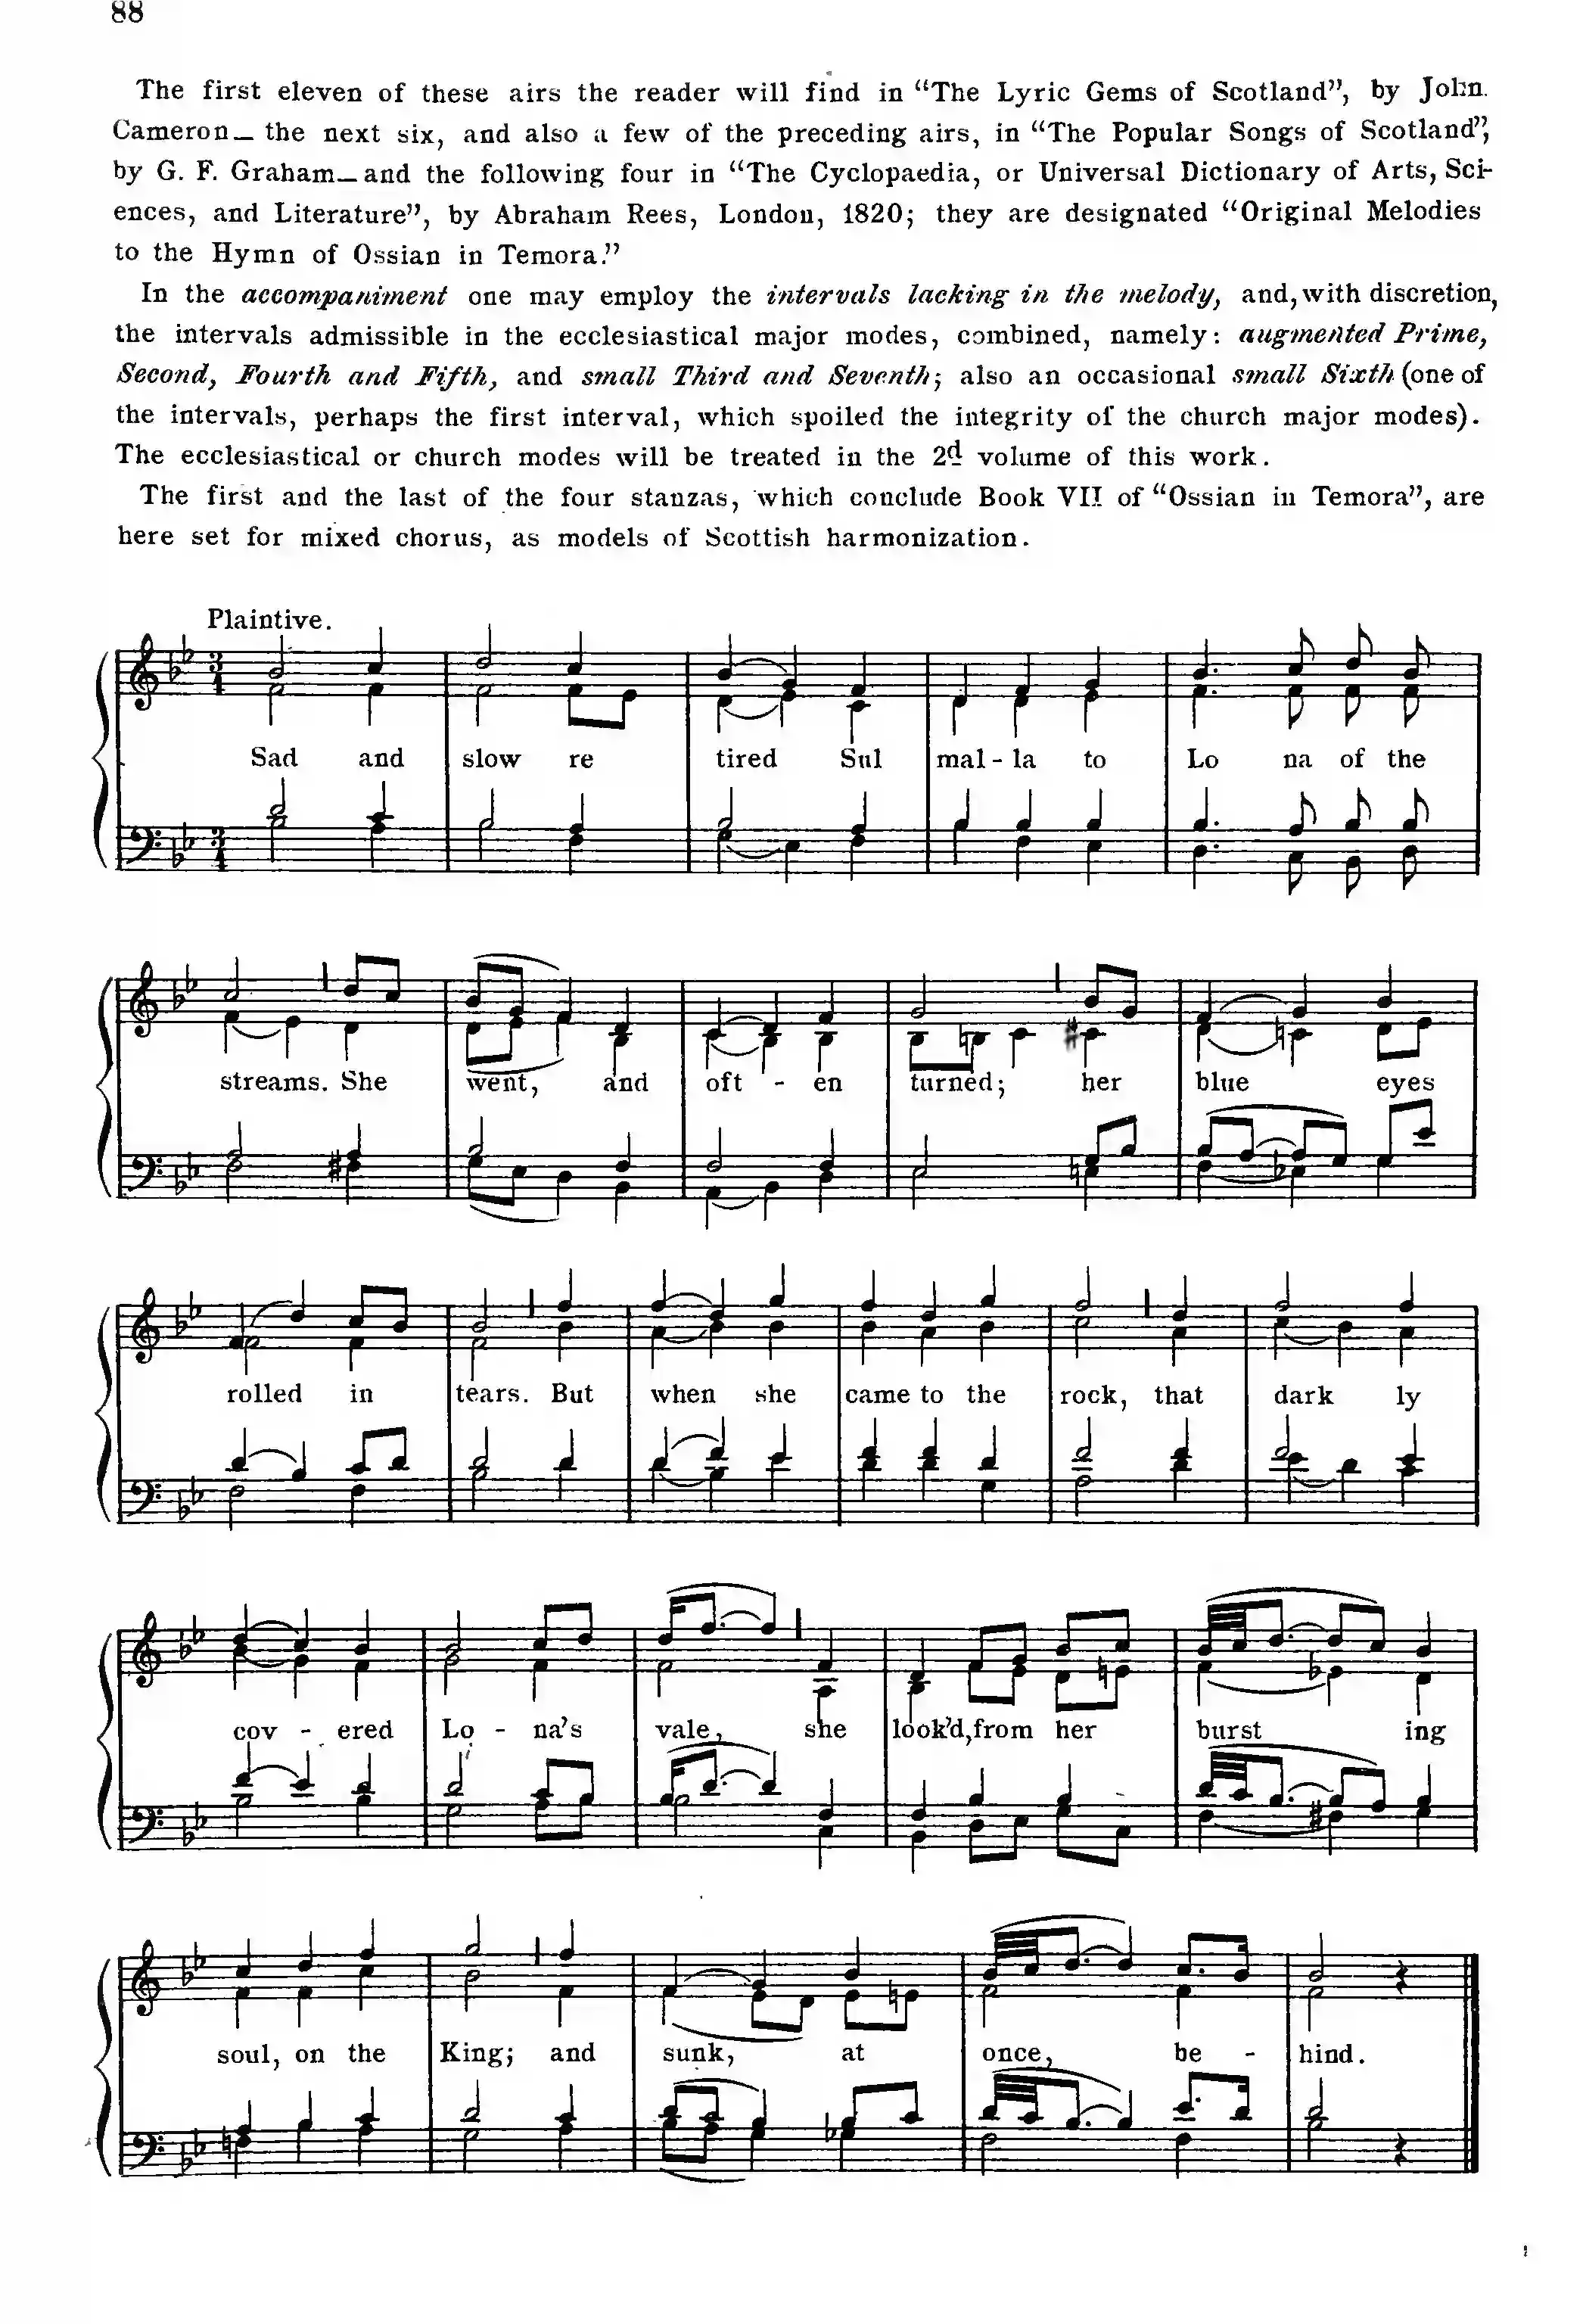 88
The first eleven of these airs the reader will find in “The Lyric Gems of Scotland”, by John.
Cameron— the next six, and also a few of the preceding airs, in “The Popular Songs of Scotland”,
by G. F. Graham— and the following four in “The Cyclopaedia, or Universal Dictionary of Arts, Sci-
ences, and Literature”, by Abraham Rees, London, 1820; they are designated “Original Melodies
to the Hymn of Ossian in Temora.”
In the accompaniment one may employ the intervals lacking in the melody, and, with discretion,
the intervals admissible in the ecclesiastical major modes, combined, namely: augmented Prime,
Second, Fourth and Fifth, and small Third and Seventh; also an occasional small Sixth (one of
the intervals, perhaps the first interval, which spoiled the integrity of the church major modes).
The ecclesiastical or church modes will be treated in the 2d volume of this work.
The first and the last of the four stanzas, which conclude Book VII of “Ossian in Temora”, are
here set for mixed chorus, as models of Scottish harmonization.
Plaintive.
3 4
Sad and slow re tired Sul mal - la to Lo na of the
3 4
streams. She went, and oft - en turned; her blue eyes
rolled in tears. But when she came to the rock, that dark ly
cov - ered Lo - na’s vale, she look’d, from her burst ing
soul, on the King; and sunk, at once, be - hind.